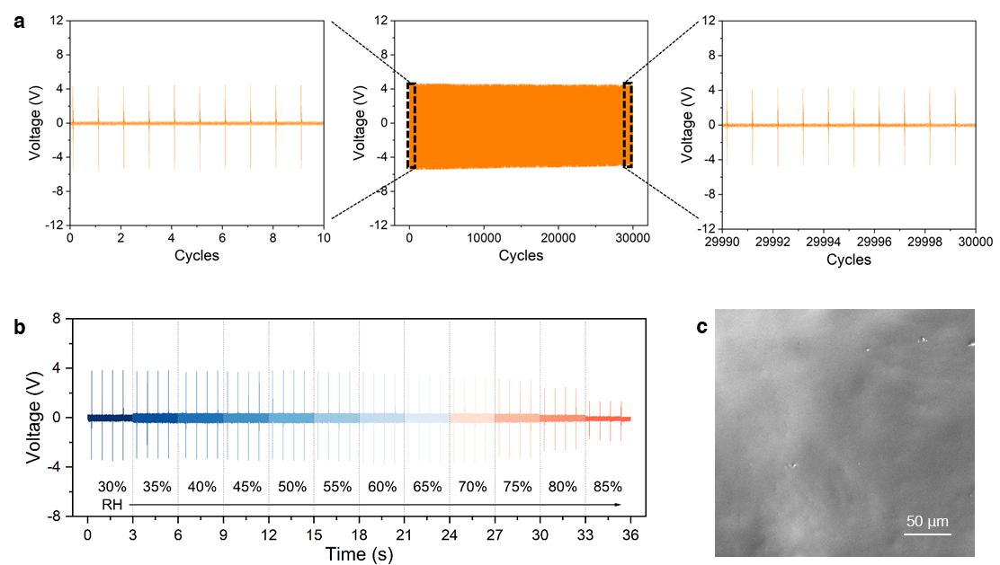 a
12
8
4
0
-4
-8
-12
Voltage (V)
0 2 4 6 8 10
Cycles
12
8
4
0
-4
-8
-12
Voltage (V)
0 10000 20000 30000
Cycles
12
8
4
0
-4
-8
-12
Voltage (V)
29990 29992 29994 29996 29998 30000
Cycles
b
8
4
0
-4
-8
Voltage (V)
30% 35% 40% 45% 50% 55% 60% 65% 70% 75% 80% 85%
RH
0 3 6 9 12 15 18 21 24 27 30 33 36
Time (s)
c
50 µm